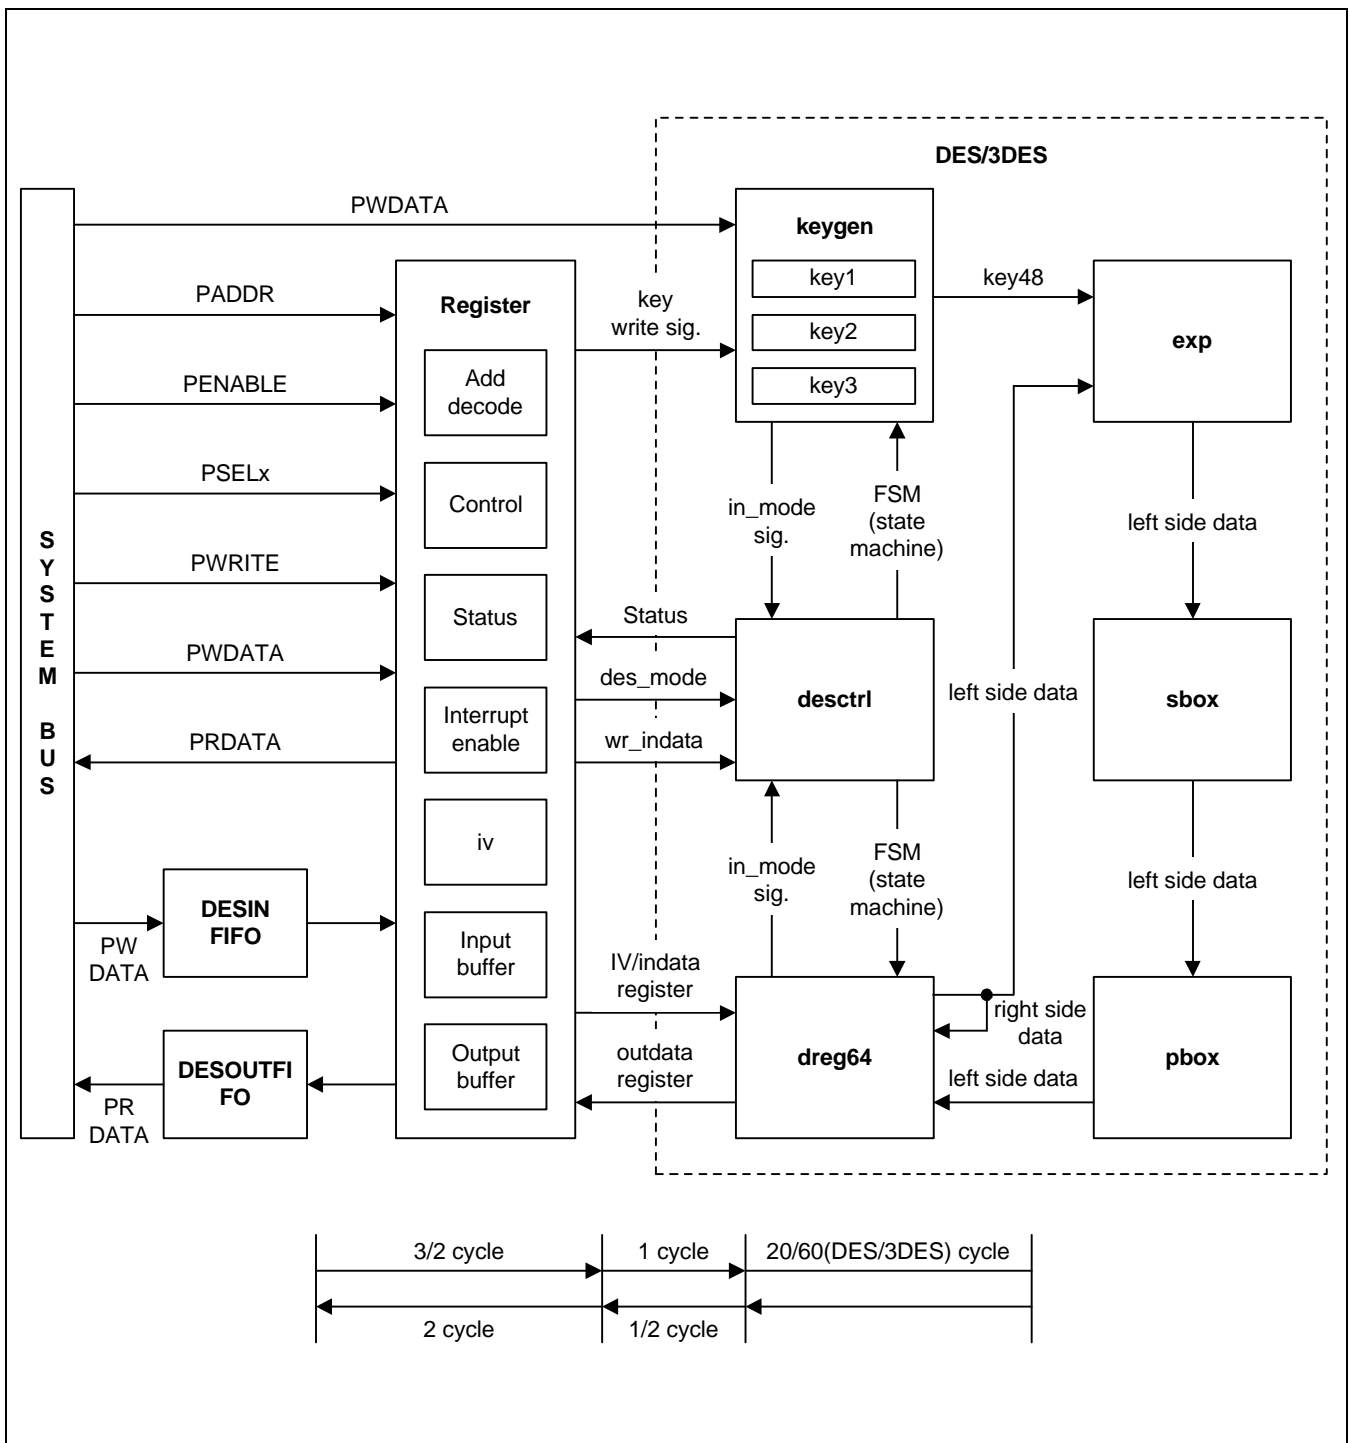 DES/3DES
PWDATA
keygen
key1
key2
key3
key48
exp
PADDR
Register
key
write sig.
PENABLE
Add
decode
PSELx
Control
in_mode
sig.
FSM
(state
machine)
left side data
SYSTEM BUS
PWRITE
Status
Status
PWDATA
des_mode
desctrl
left side data
sbox
Interrupt
enable
PRDATA
wr_indata
iv
in_mode
sig.
FSM
(state
machine)
left side data
DESIN
FIFO
PW
DATA
Input
buffer
IV/indata
register
right side
data
DESOUTFI
FO
PR
DATA
Output
buffer
outdata
register
dreg64
left side data
pbox
3/2 cycle
1 cycle
20/60(DES/3DES) cycle
2 cycle
1/2 cycle